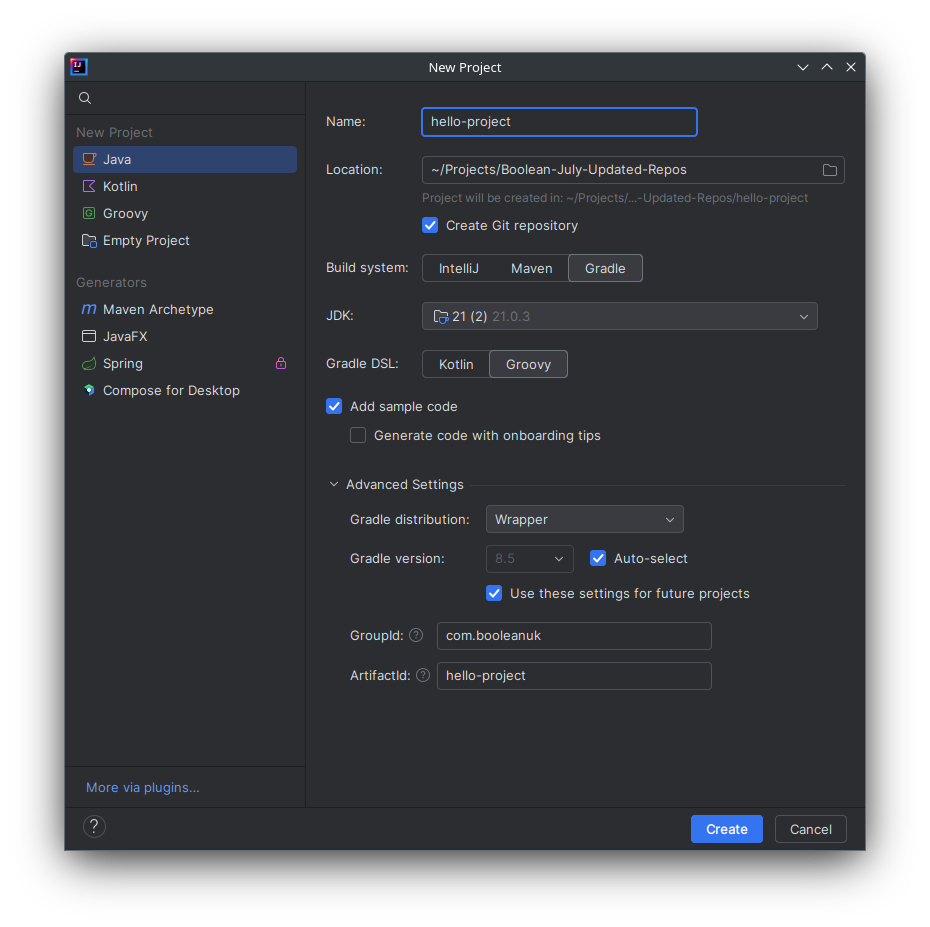 New Project
New Project
Java
Kotlin
Groovy
Empty Project
Generators
Maven Archetype
JavaFX
Spring
Compose for Desktop
More via plugins...
Name: hello-project
Location: ~/Projects/Boolean-July-Updated-Repos
Project will be created in: ~/Projects/...-Updated-Repos/hello-project
Create Git repository
Build system: IntelliJ Maven Gradle
JDK: 21 (2) 21.0.3
Gradle DSL: Kotlin Groovy
Add sample code
Generate code with onboarding tips
Advanced Settings
Gradle distribution: Wrapper
Gradle version: 8.5 Auto-select
Use these settings for future projects
GroupId: ? com.booleanuk
ArtifactId: ? hello-project
? Create Cancel